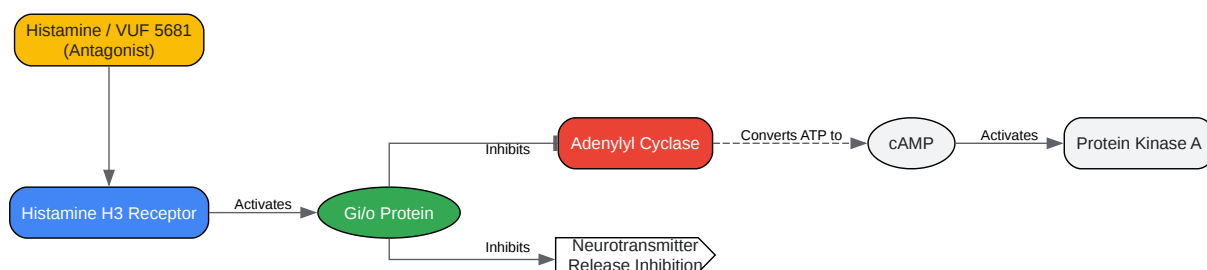 Histamine / VUF 5681
(Antagonist)
Inhibits
Adenylyl Cyclase
Converts ATP to
cAMP
Activates
Protein Kinase A
Histamine H3 Receptor
Activates
Gi/o Protein
Inhibits
Neurotransmitter
Release Inhibition